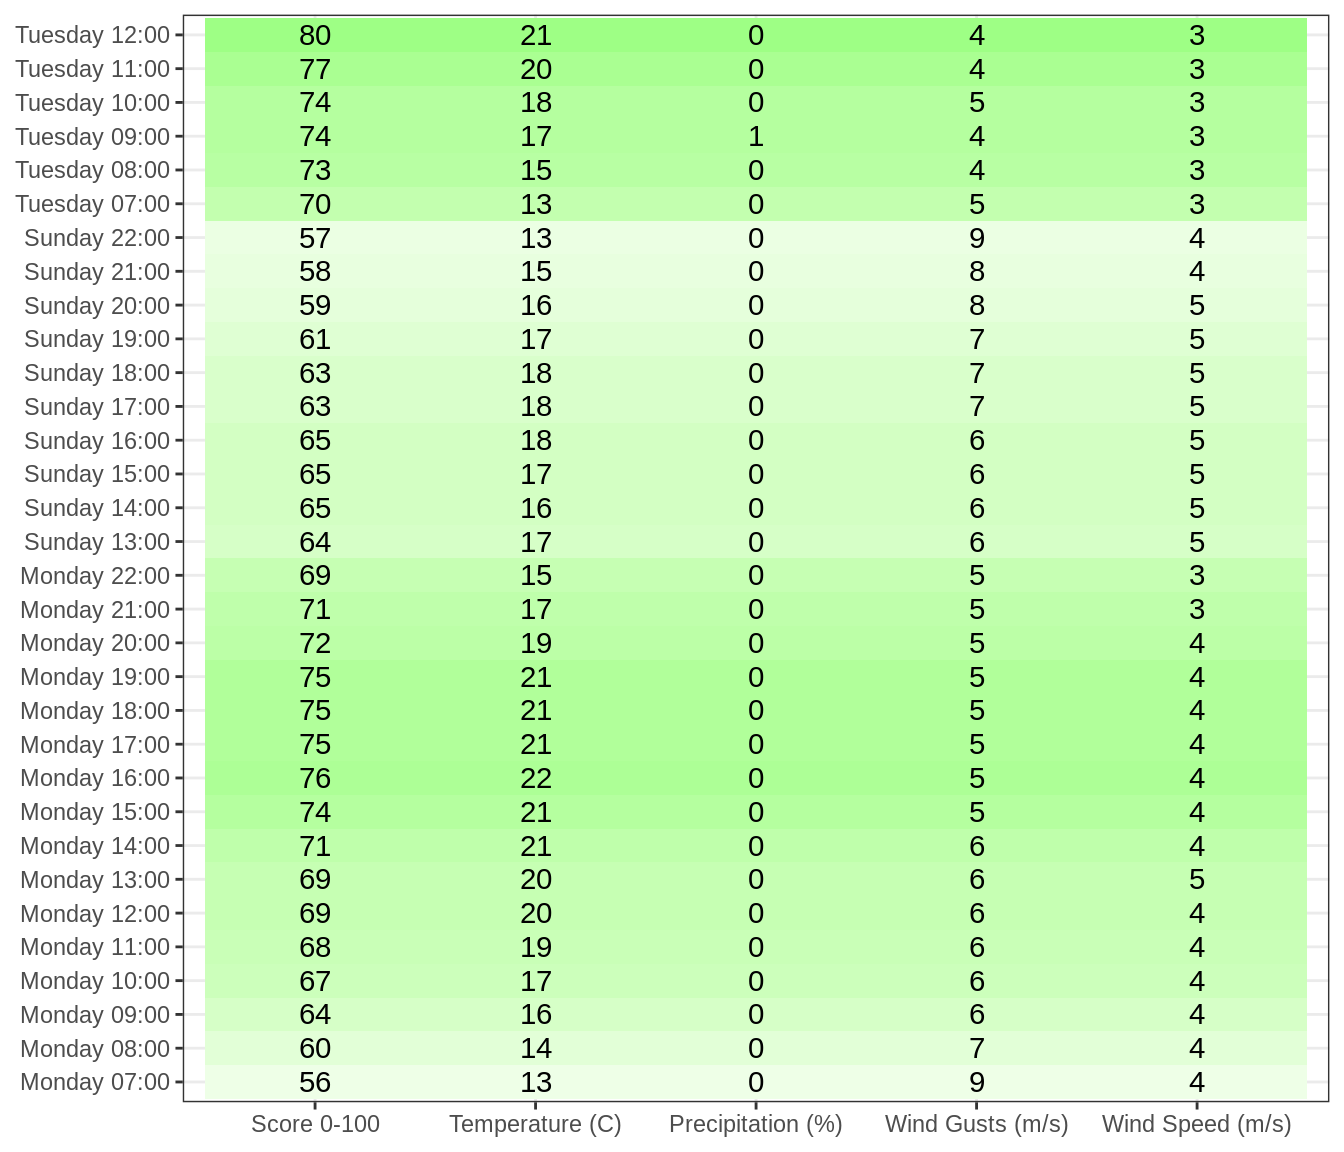 Tuesday 12:00 80 21 0 4 3
Tuesday 11:00 77 20 0 4 3
Tuesday 10:00 74 18 0 5 3
Tuesday 09:00 74 17 1 4 3
Tuesday 08:00 73 15 0 4 3
Tuesday 07:00 70 13 0 5 3
Sunday 22:00 57 13 0 9 4
Sunday 21:00 58 15 0 8 4
Sunday 20:00 59 16 0 8 5
Sunday 19:00 61 17 0 7 5
Sunday 18:00 63 18 0 7 5
Sunday 17:00 63 18 0 7 5
Sunday 16:00 65 18 0 6 5
Sunday 15:00 65 17 0 6 5
Sunday 14:00 65 16 0 6 5
Sunday 13:00 64 17 0 6 5
Monday 22:00 69 15 0 5 3
Monday 21:00 71 17 0 5 3
Monday 20:00 72 19 0 5 4
Monday 19:00 75 21 0 5 4
Monday 18:00 75 21 0 5 4
Monday 17:00 75 21 0 5 4
Monday 16:00 76 22 0 5 4
Monday 15:00 74 21 0 5 4
Monday 14:00 71 21 0 6 4
Monday 13:00 69 20 0 6 5
Monday 12:00 69 20 0 6 4
Monday 11:00 68 19 0 6 4
Monday 10:00 67 17 0 6 4
Monday 09:00 64 16 0 6 4
Monday 08:00 60 14 0 7 4
Monday 07:00 56 13 0 9 4
Score 0-100 Temperature (C) Precipitation (%) Wind Gusts (m/s) Wind Speed (m/s)